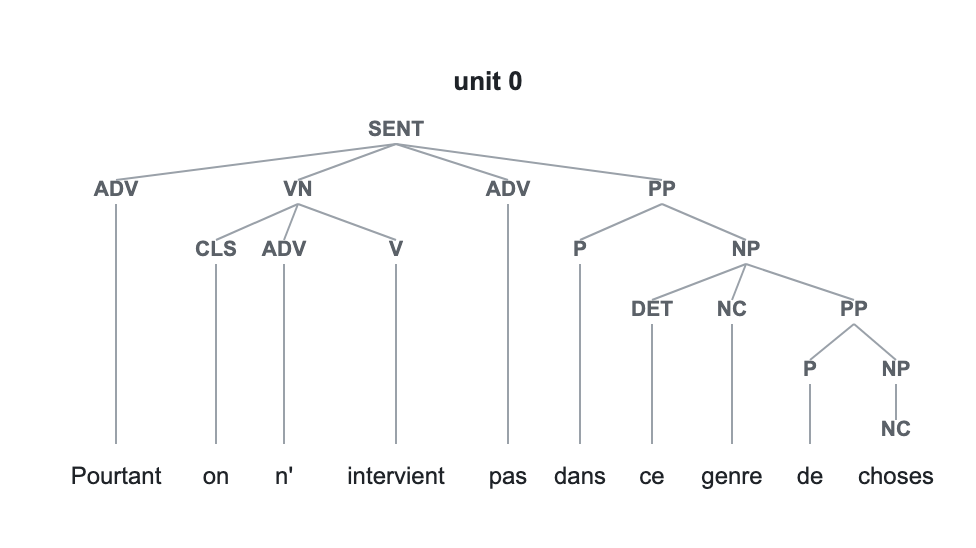 unit 0
SENT
ADV VN ADV PP
CLS ADV V P NP
DET NC PP
P NP
NC
Pourtant on n' intervient pas dans ce genre de choses